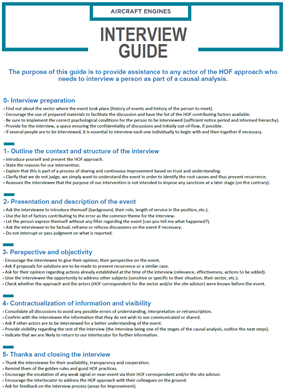 AIRCRAFT ENGINES
INTERVIEW
GUIDE
The purpose of this guide is to provide assistance to any actor of the HOF approach who
needs to interview a person as part of a causal analysis.
0- Interview preparation
- Find out about the sector where the event took place (history of events and history of the person to meet).
- Encourage the use of prepared materials to facilitate the discussion and have the list of the HOF contributing factors available.
- Be sure to implement the correct psychological conditions for the person to be interviewed (sufficient notice period and informed hierarchy).
- Provide for the interview, a space ensuring the confidentiality of discussions and initially out-of-flow, if possible.
- If several people are to be interviewed, it is essential to interview each one individually to begin with and then together if necessary.
1- Outline the context and structure of the interview
- Introduce yourself and present the HOF approach.
- State the reasons for our intervention.
- Explain that this is part of a process of sharing and continuous improvement based on trust and understanding.
- Clarify that we do not judge, we simply want to understand the event in order to identify the root causes and thus prevent recurrence.
- Reassure the interviewee that the purpose of our intervention is not intended to impose any sanctions at a later stage (on the contrary).
2- Presentation and description of the event
- Ask the interviewee to introduce themself (background, their role, length of service in the position, etc.).
- Use the list of factors contributing to the error as the common theme for the interview.
- Let the person express themself without any filter regarding the event (can you tell me what happened?).
- Ask the interviewee to be factual, reframe or refocus discussions on the event if necessary.
- Do not interrupt or pass judgment on what is reported.
3- Perspective and objectivity
- Encourage the interviewee to give their opinion, their perspective on the event.
- Ask if proposals for solutions are to be made to prevent recurrence or a similar case.
- Ask for their opinion regarding actions already established at the time of the interview (relevance, effectiveness, actions to be added).
- Give the interviewee the opportunity to address other subjects (sensitive or specific to their situation, their sector, etc.).
- Check whether the approach and the actors (HOF correspondent for the sector and/or the site advisor) were known before the event.
4- Contractualization of information and visibility
- Consolidate all discussions to avoid any possible errors of understanding, interpretation or retranscription.
- Confirm with the interviewee the information that they do not wish to see communicated or shared.
- Ask if other actors are to be interviewed for a better understanding of the event.
- Provide visibility regarding the rest of the interview (the interview being one of the stages of the causal analysis, outline the next steps).
- Indicate that we are likely to return to our interlocutor for further information.
5- Thanks and closing the interview
- Thank the interviewee for their availability, transparency and cooperation.
- Remind them of the golden rules and good HOF practices.
- Encourage the escalation of any weak signal or near-event via their HOF correspondent and/or the site advisor.
- Encourage the interlocutor to address the HOF approach with their colleagues on the ground.
- Ask for feedback on the interview process (areas for improvement).